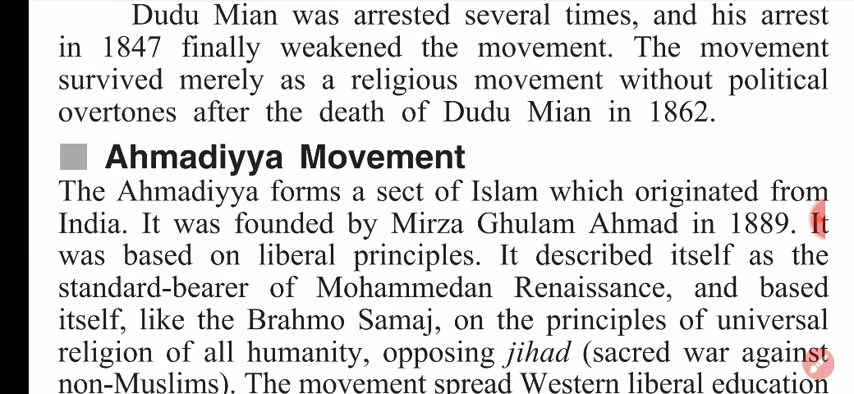 Dudu Mian was arrested several times, and his arrest
in 1847 finally weakened the movement. The movement
survived merely as a religious movement without political
overtones after the death of Dudu Mian in 1862.
Ahmadiyya Movement
The Ahmadiyya forms a sect of Islam which originated from
India. It was founded by Mirza Ghulam Ahmad in 1889. It
was based on liberal principles. It described itself as the
standard-bearer of Mohammedan Renaissance, and based
itself, like the Brahmo Samaj, on the principles of universal
religion of all humanity, opposing jihad (sacred war against
non-Muslims). The movement spread Western liberal education